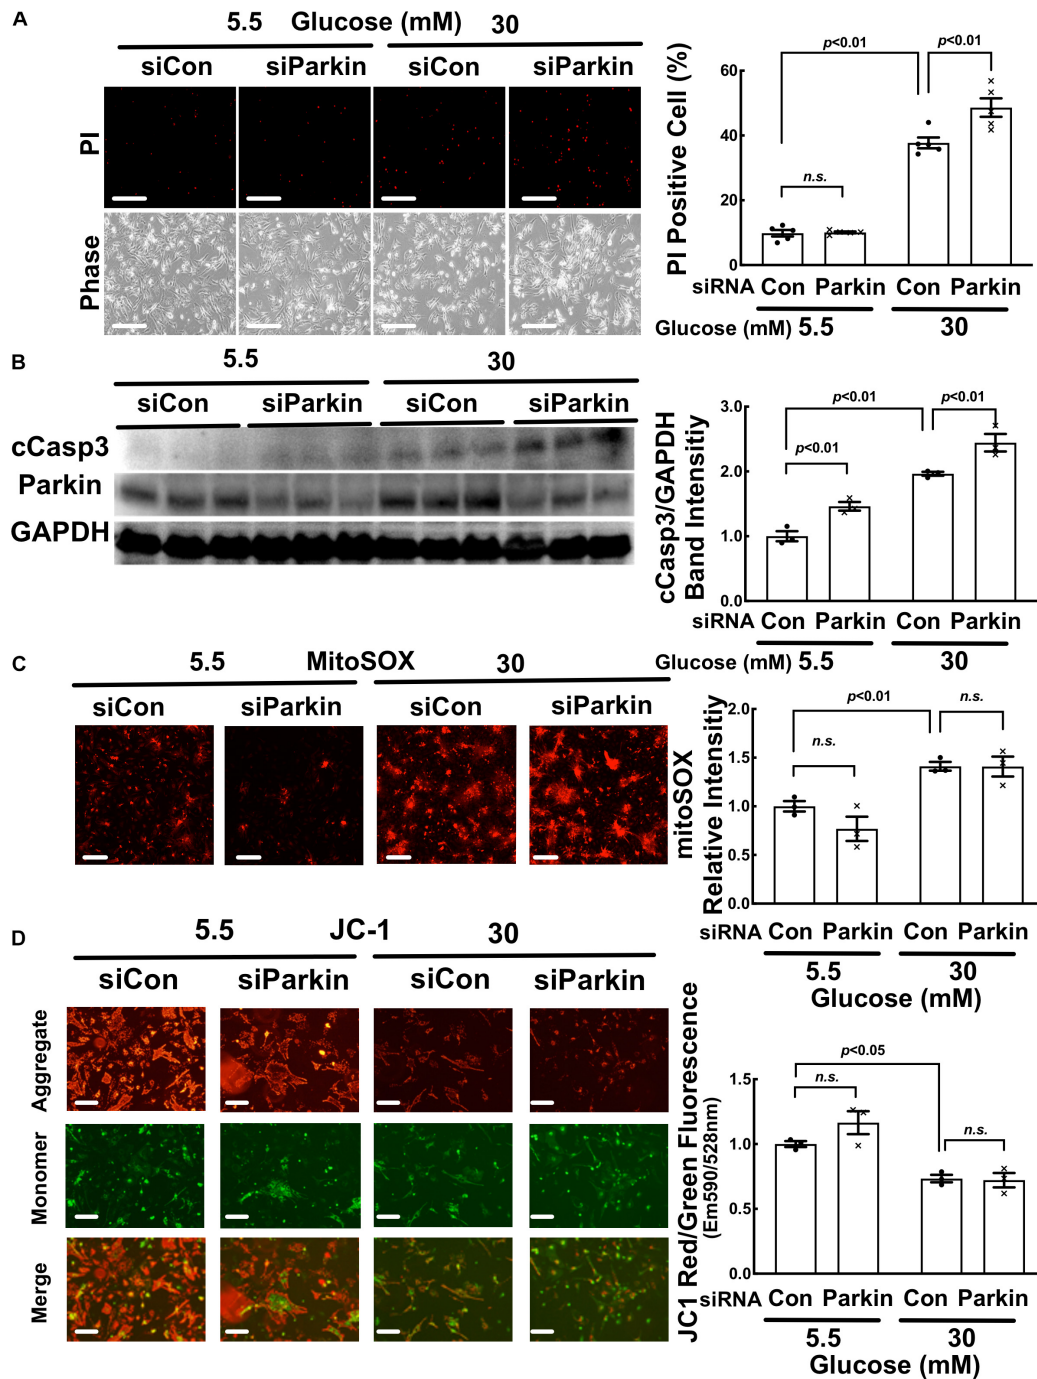 A
5.5 Glucose (mM) 30
siCon siParkin siCon siParkin
PI
Phase
PI Positive Cell (%)
60
40
20
0
p<0.01
p<0.01
n.s.
siRNA Con Parkin Con Parkin
Glucose (mM) 5.5 30
B
5.5 30
siCon siParkin siCon siParkin
cCasp3
Parkin
GAPDH
cCasp3/GAPDH
Band Intensitiy
3.0
2.0
1.0
0.0
p<0.01
p<0.01
p<0.01
siRNA Con Parkin Con Parkin
Glucose (mM) 5.5 30
C
5.5 MitoSOX 30
siCon siParkin siCon siParkin
mitoSOX
Relative Intensitiy
2.0
1.5
1.0
0.5
0.0
p<0.01
n.s.
n.s.
siRNA Con Parkin Con Parkin
5.5 30
Glucose (mM)
D
5.5 JC-1 30
siCon siParkin siCon siParkin
Aggregate
Monomer
Merge
JC1 Red/Green Fluorescence
(Em590/528nm)
1.5
1.0
0.5
0.0
p<0.05
n.s.
n.s.
siRNA Con Parkin Con Parkin
5.5 30
Glucose (mM)